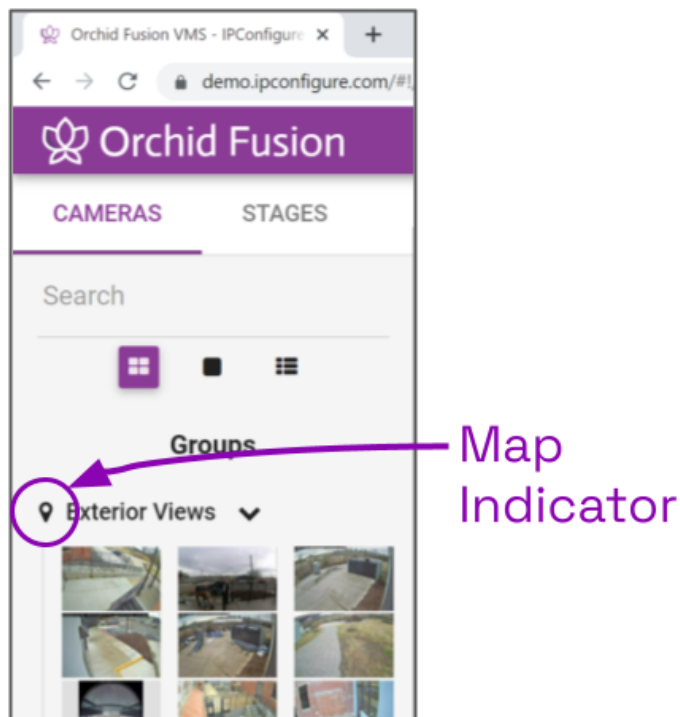 Orchid Fusion VMS - IPConfigure
demo.ipconfigure.com/#!
Orchid Fusion
CAMERAS STAGES
Search
Groups
Map
Indicator
Exterior Views